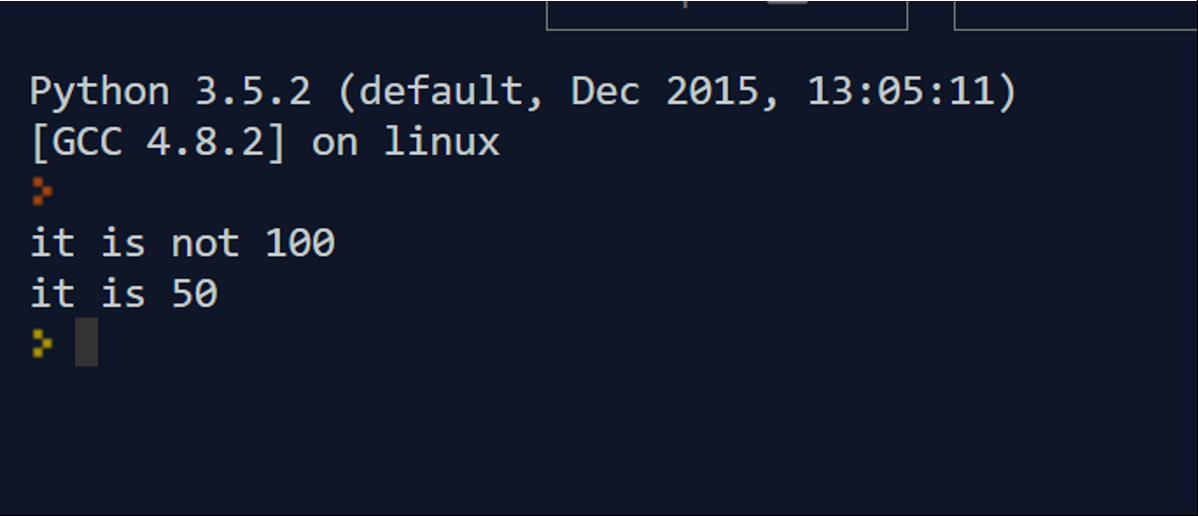 Python 3.5.2 (default, Dec 2015, 13:05:11)
[GCC 4.8.2] on linux
>
it is not 100
it is 50
>